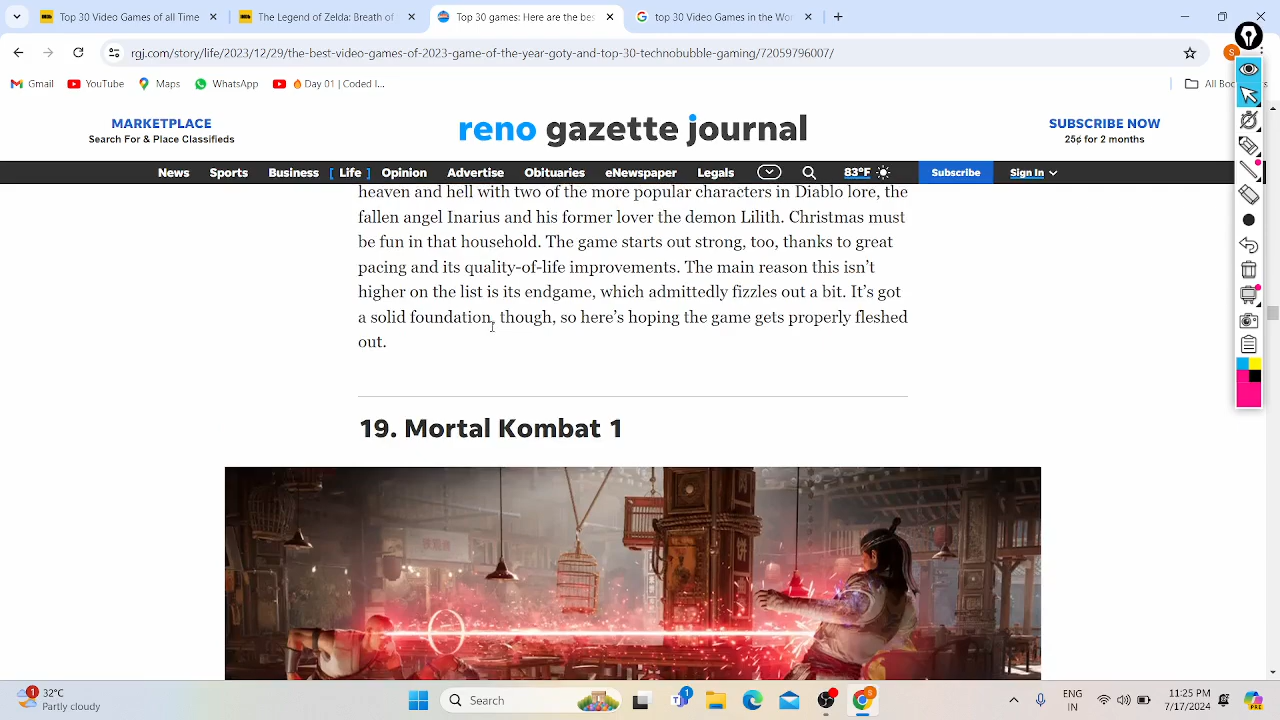 Top 30 Video Games of All time
The Legend of Zelda: Breath of
Top 30 games: Here are the bes
top 30 Video Games in the Wor
rgj.com/story/life/2023/12/29/the-best-video-games-of-2023-game-of-the-year-goty-and-top-30-technobubble-gaming/72059796007/
S
Gmail
YouTube
Maps
WhatsApp
Day 01 | Coded I...
All Boo
MARKETPLACE
Search For & Place Classifieds
reno gazette journal
SUBSCRIBE NOW
25¢ for 2 months
News Sports Business [ Life ] Opinion Advertise Obituaries eNewspaper Legals 83°F Subscribe Sign In
heaven and hell with two of the more popular characters in Diablo lore, the
fallen angel Inarius and his former lover the demon Lilith. Christmas must
be fun in that household. The game starts out strong, too, thanks to great
pacing and its quality-of-life improvements. The main reason this isn't
higher on the list is its endgame, which admittedly fizzles out a bit. It's got
a solid foundation, though, so here's hoping the game gets properly fleshed
out.
19. Mortal Kombat 1
1
32°C
Partly cloudy
Search
1
S
ENG
IN
11:25 PM
7/17/2024
PRE